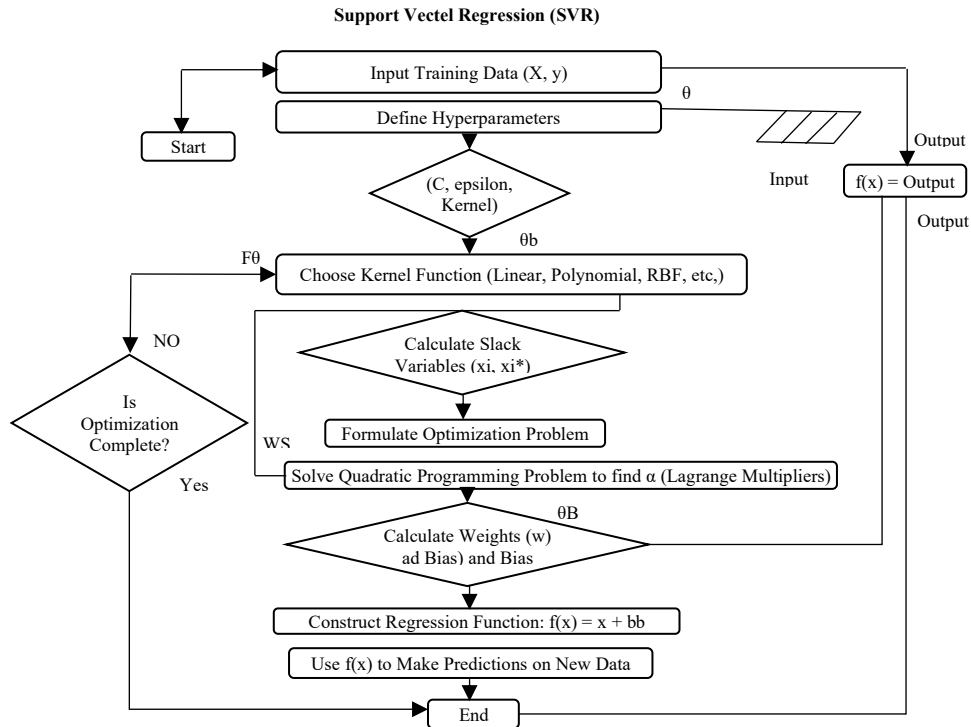 Support Vectel Regression (SVR)
Input Training Data (X, y)
θ
Define Hyperparameters
Start
Output
(C, epsilon,
Kernel)
Input
f(x) = Output
Output
θb
Fθ
Choose Kernel Function (Linear, Polynomial, RBF, etc,)
NO
Calculate Slack
Variables (xi, xi*)
Is
Optimization
Complete?
Formulate Optimization Problem
WS
Solve Quadratic Programming Problem to find α (Lagrange Multipliers)
Yes
θB
Calculate Weights (w)
ad Bias) and Bias
Construct Regression Function: f(x) = x + bb
Use f(x) to Make Predictions on New Data
End